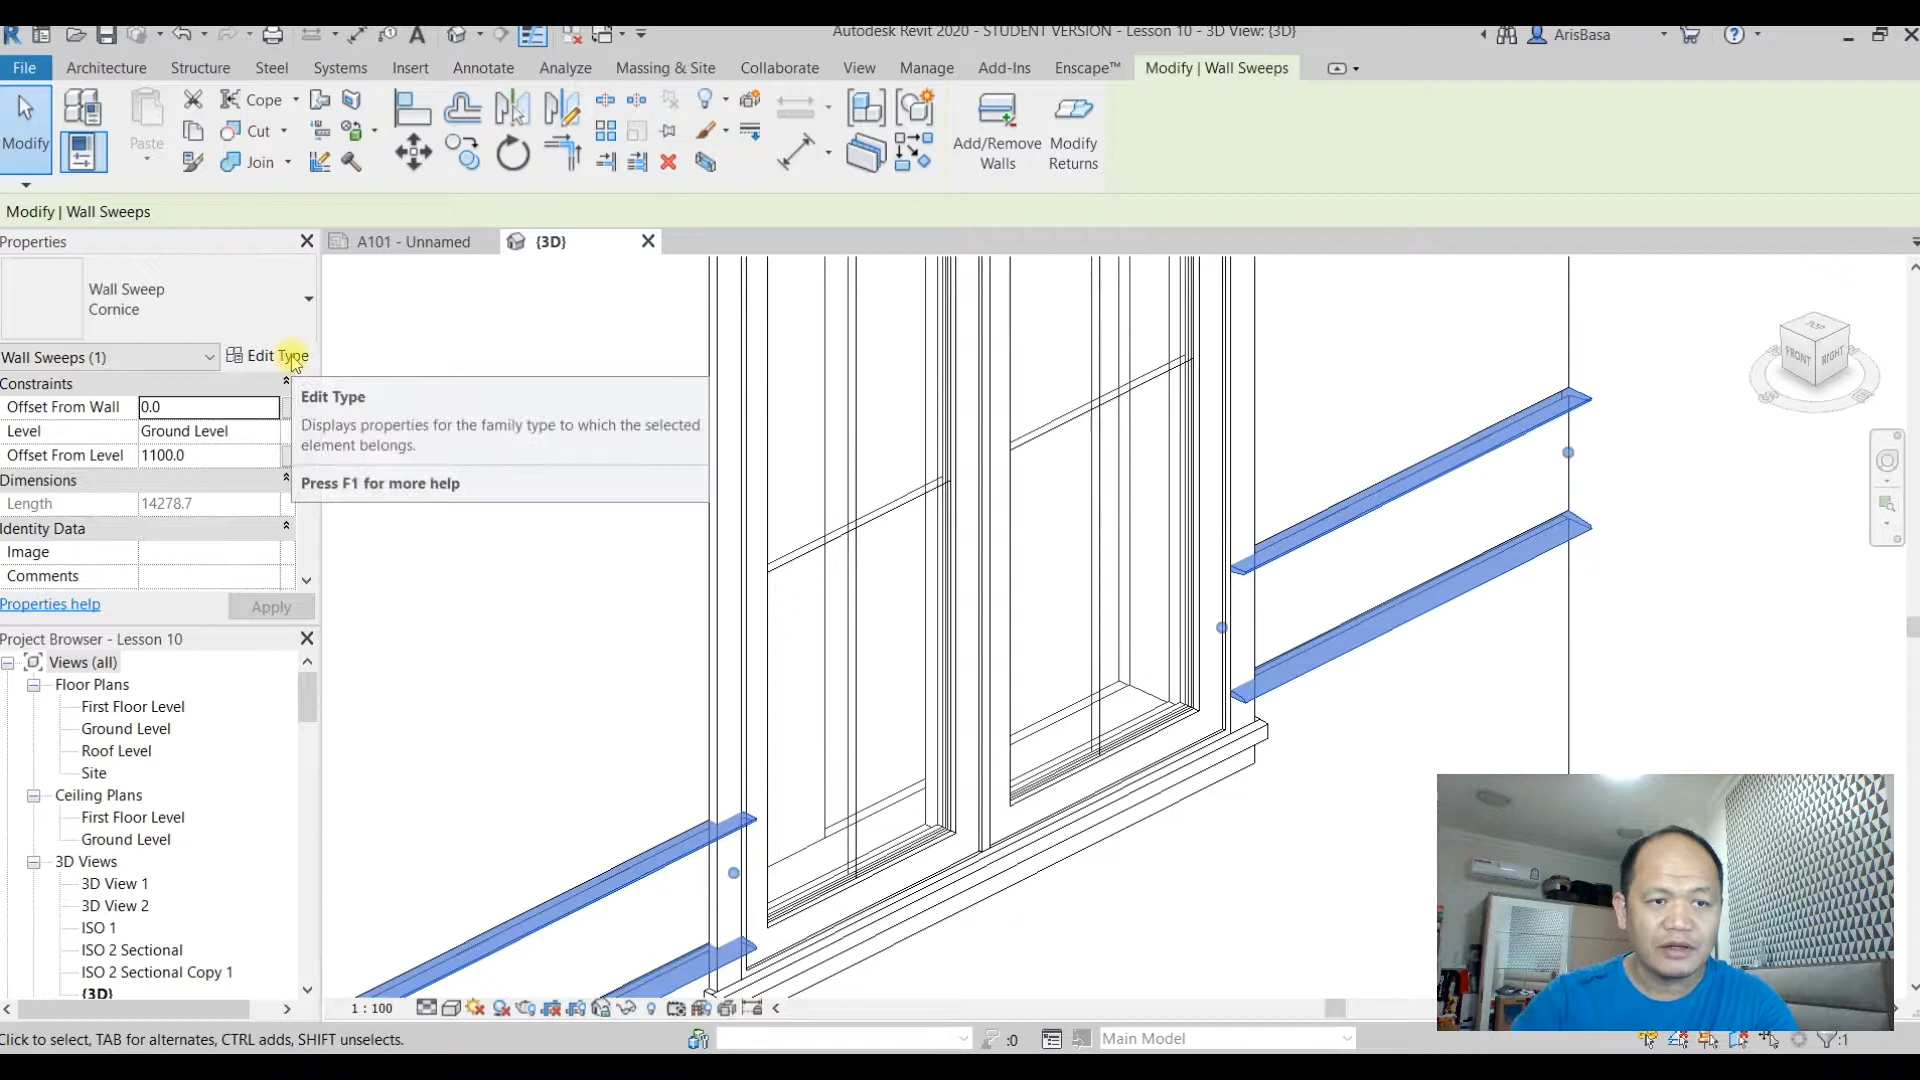 Autodesk Revit 2020 - STUDENT VERSION - Lesson 10 - 3D View: {3D}
ArisBasa
File
Architecture
Structure
Steel
Systems
Insert
Annotate
Analyze
Massing & Site
Collaborate
View
Manage
Add-Ins
Enscape™
Modify | Wall Sweeps
Modify
Paste
Cope
Cut
Join
Add/Remove
Walls
Modify
Returns
Modify | Wall Sweeps
Properties
A101 - Unnamed
{3D}
Wall Sweep
Cornice
Wall Sweeps (1)
Edit Type
Constraints
Offset From Wall 0.0
Level Ground Level
Offset From Level 1100.0
Dimensions
Length 14278.7
Identity Data
Image
Comments
Properties help
Apply
Edit Type
Displays properties for the family type to which the selected
element belongs.
Press F1 for more help
TOP
FRONT
RIGHT
Project Browser - Lesson 10
Views (all)
Floor Plans
First Floor Level
Ground Level
Roof Level
Site
Ceiling Plans
First Floor Level
Ground Level
3D Views
3D View 1
3D View 2
ISO 1
ISO 2 Sectional
ISO 2 Sectional Copy 1
{3D}
1 : 100
Click to select, TAB for alternates, CTRL adds, SHIFT unselects.
:0
Main Model
:1